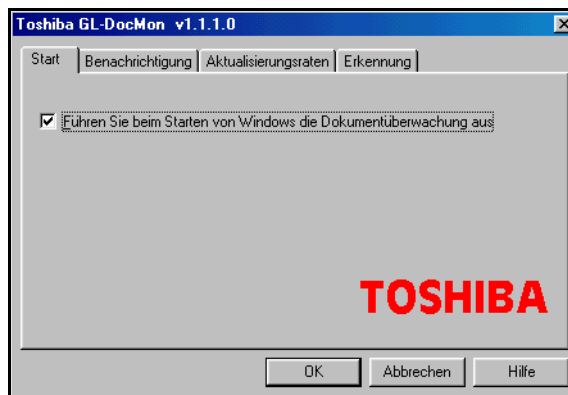 Toshiba GL-DocMon v1.1.1.0
Start Benachrichtigung Aktualisierungsraten Erkennung
Führen Sie beim Starten von Windows die Dokumentüberwachung aus
TOSHIBA
OK Abbrechen Hilfe